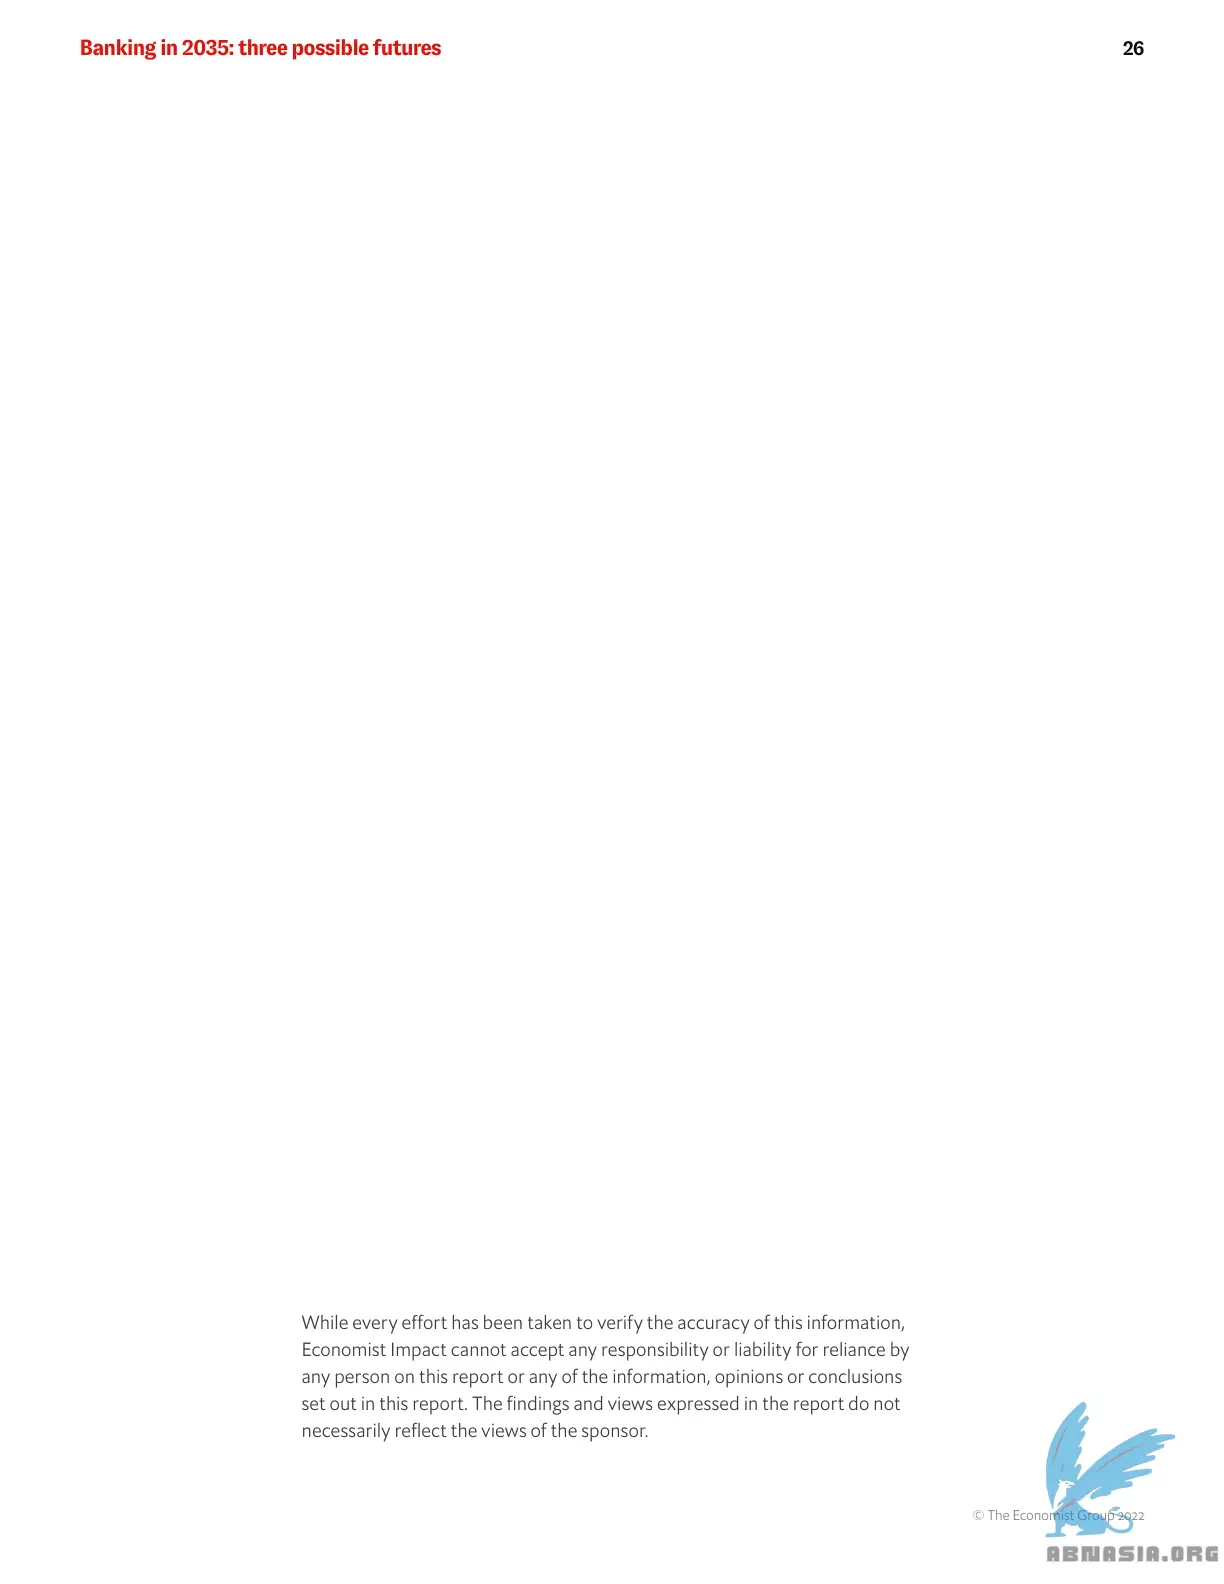 Banking in 2035: three possible futures
26
While every effort has been taken to verify the accuracy of this information,
Economist Impact cannot accept any responsibility or liability for reliance by
any person on this report or any of the information, opinions or conclusions
set out in this report. The findings and views expressed in the report do not
necessarily reflect the views of the sponsor.
© The Economist Group 2022
ABNASIA.ORG